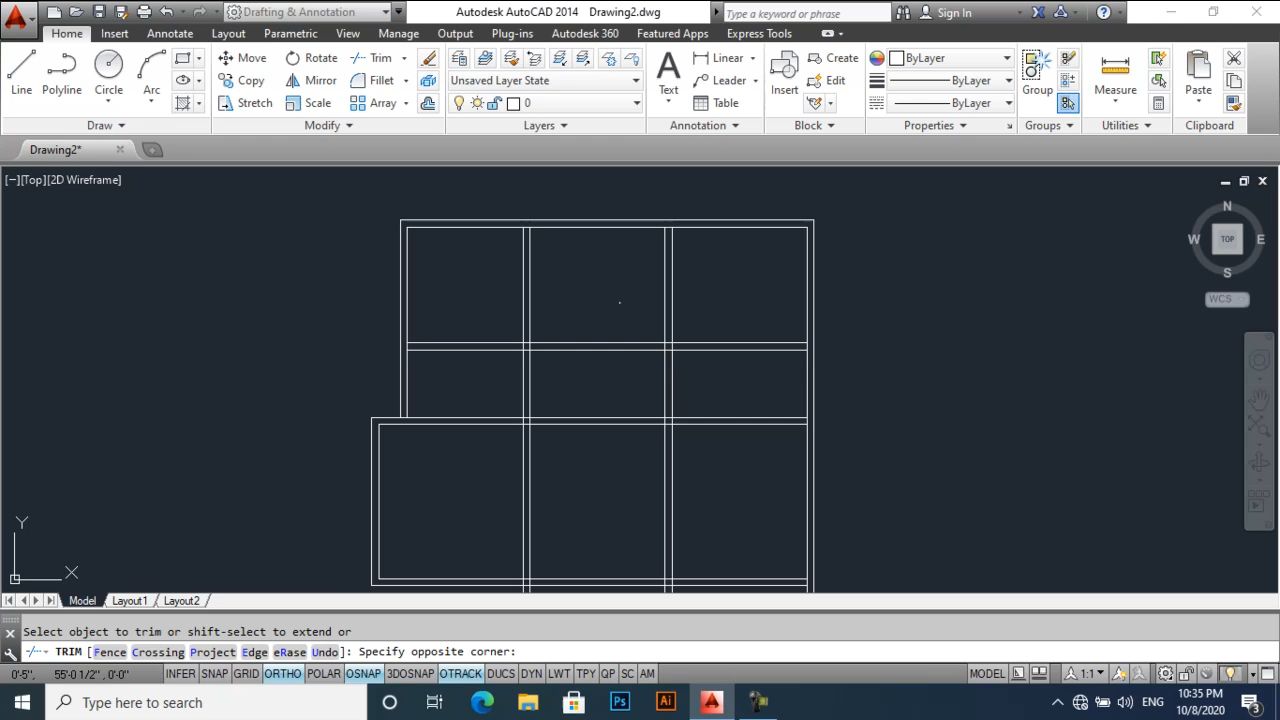 Drafting & Annotation
Autodesk AutoCAD 2014 Drawing2.dwg
Type a keyword or phrase
Sign In
Home Insert Annotate Layout Parametric View Manage Output Plug-ins Autodesk 360 Featured Apps Express Tools
Line Polyline Circle Arc
Move Rotate Trim
Copy Mirror Fillet
Stretch Scale Array
Unsaved Layer State
0
Text
Linear
Leader
Table
Insert
Create
Edit
ByLayer
ByLayer
ByLayer
Group
Measure
Paste
Draw Modify Layers Annotation Block Properties Groups Utilities Clipboard
Drawing2*
[−][Top][2D Wireframe]
N
W TOP E
S
WCS
Y
X
Model Layout1 Layout2
Select object to trim or shift-select to extend or
TRIM [Fence Crossing Project Edge eRase Undo]: Specify opposite corner:
0'-5", 55'-0 1/2", 0'-0" INFER SNAP GRID ORTHO POLAR OSNAP 3DOSNAP OTRACK DUCS DYN LWT TPY QP SC AM MODEL 1:1
Type here to search
Ps
Ai
ENG
10:35 PM
10/8/2020
3